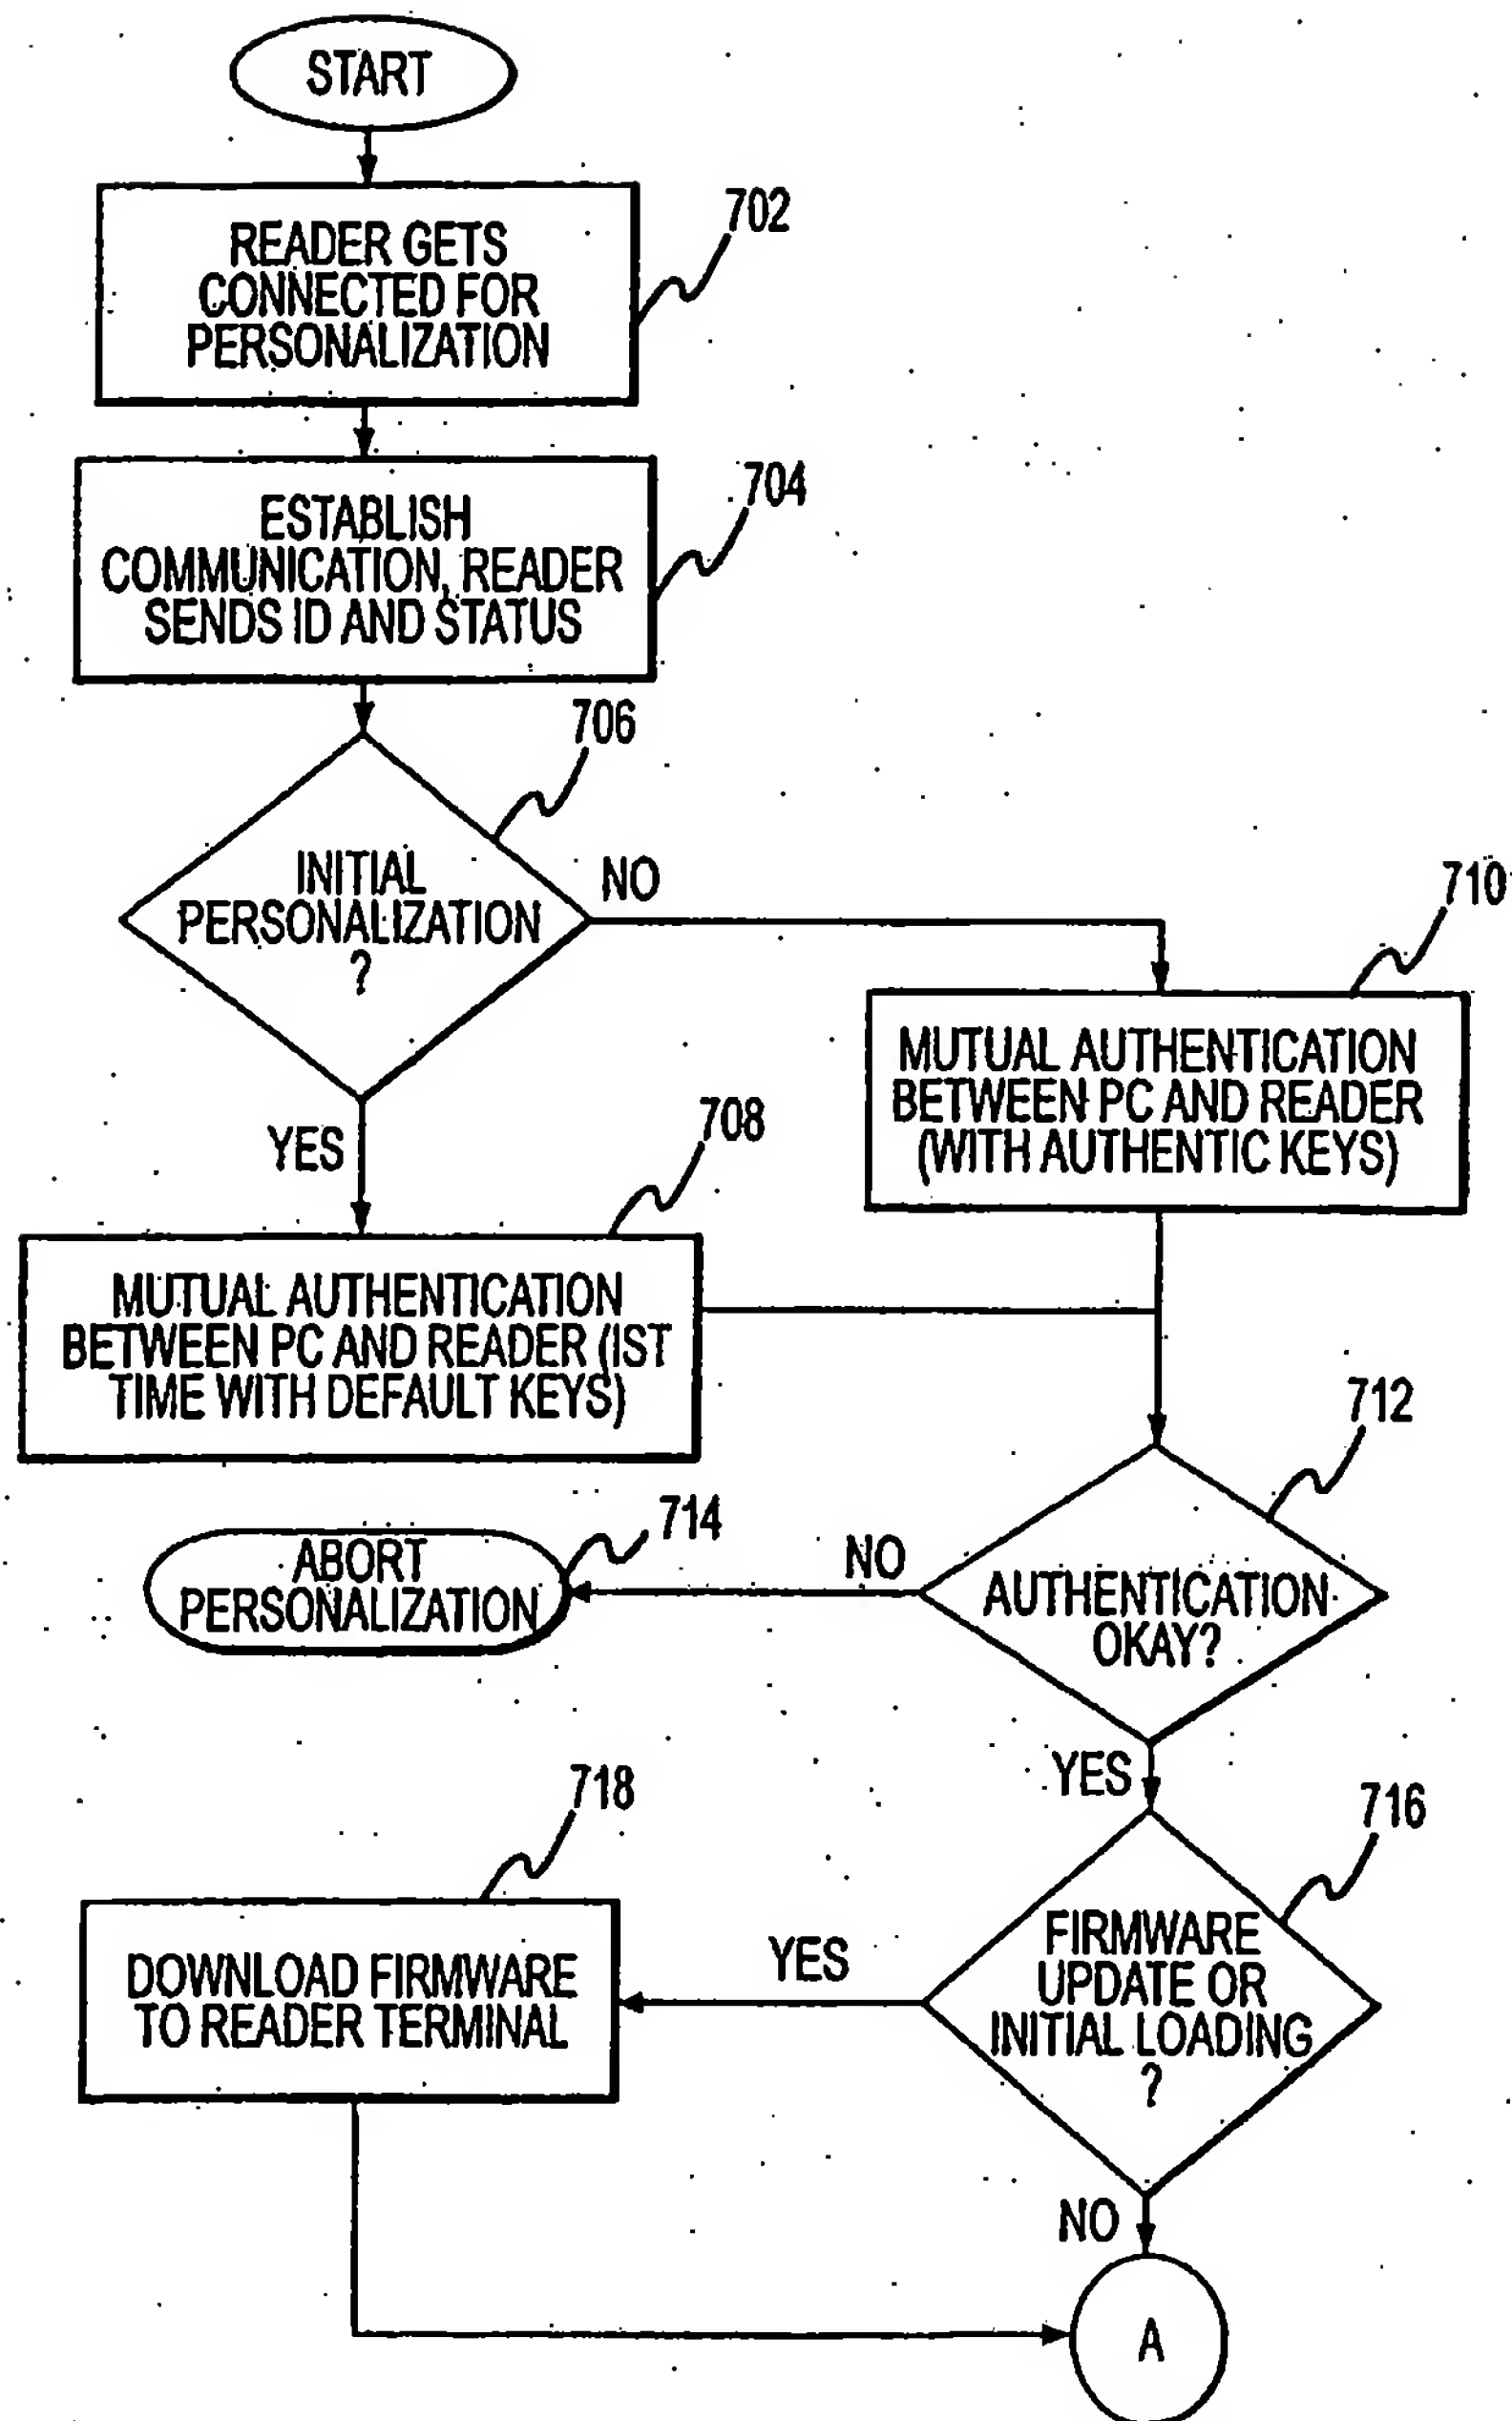 START
702
READER GETS
CONNECTED FOR
PERSONALIZATION
704
ESTABLISH
COMMUNICATION, READER
SENDS ID AND STATUS
706
INITIAL
PERSONALIZATION
?
NO
710
MUTUAL AUTHENTICATION
BETWEEN PC AND READER
(WITH AUTHENTIC KEYS)
YES
708
MUTUAL AUTHENTICATION
BETWEEN PC AND READER (IST
TIME WITH DEFAULT KEYS)
712
AUTHENTICATION
OKAY?
NO
714
ABORT
PERSONALIZATION
YES
716
FIRMWARE
UPDATE OR
INITIAL LOADING
?
YES
718
DOWNLOAD FIRMWARE
TO READER TERMINAL
NO
A